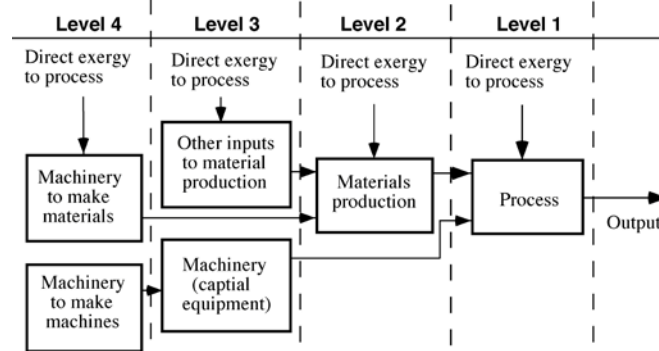 Level 4
Level 3
Level 2
Level 1
Direct exergy
to process
Direct exergy
to process
Direct exergy
to process
Direct exergy
to process
Machinery
to make
materials
Other inputs
to material
production
Materials
production
Process
Output
Machinery
to make
machines
Machinery
(captial
equipment)